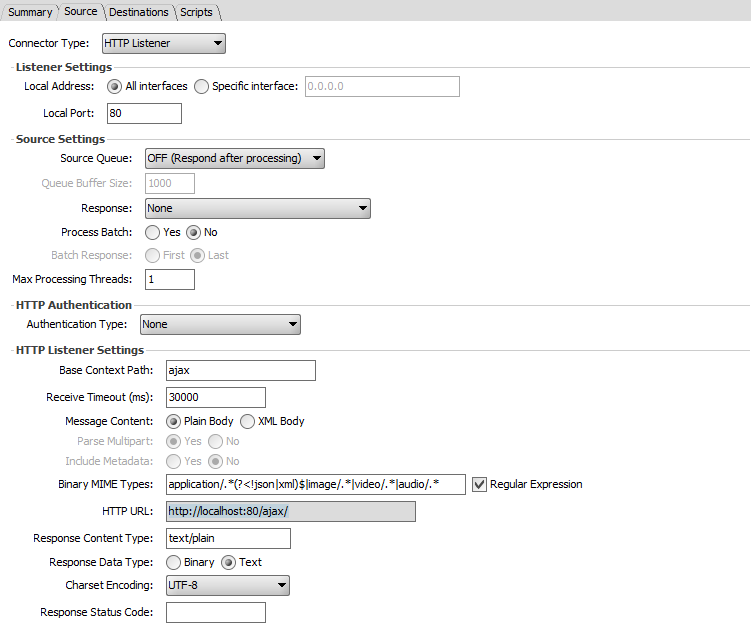 Summary Source Destinations Scripts
Connector Type: HTTP Listener
Listener Settings
Local Address: All interfaces Specific interface: 0.0.0.0
Local Port: 80
Source Settings
Source Queue: OFF (Respond after processing)
Queue Buffer Size: 1000
Response: None
Process Batch: Yes No
Batch Response: First Last
Max Processing Threads: 1
HTTP Authentication
Authentication Type: None
HTTP Listener Settings
Base Context Path: ajax
Receive Timeout (ms): 30000
Message Content: Plain Body XML Body
Parse Multipart: Yes No
Include Metadata: Yes No
Binary MIME Types: application/.*(?<!json|xml)$|image/.*|video/.*|audio/.* Regular Expression
HTTP URL: http://localhost:80/ajax/
Response Content Type: text/plain
Response Data Type: Binary Text
Charset Encoding: UTF-8
Response Status Code: